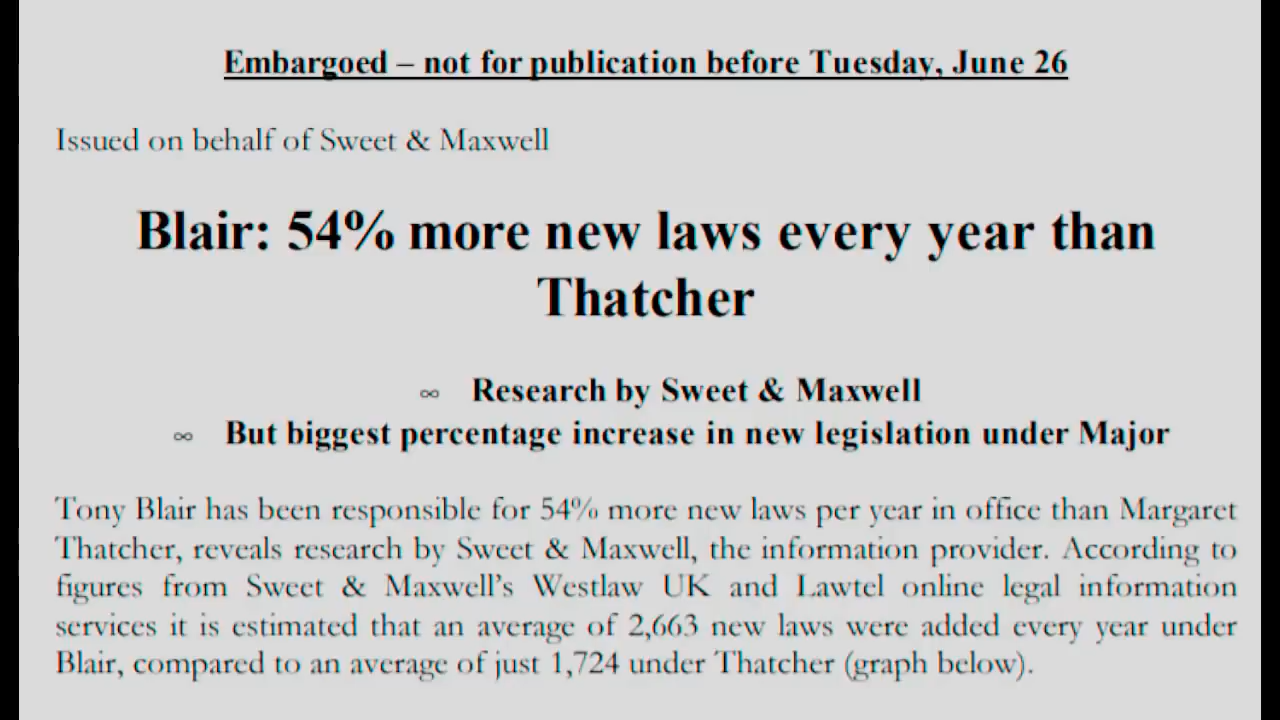 Embargoed – not for publication before Tuesday, June 26
Issued on behalf of Sweet & Maxwell
Blair: 54% more new laws every year than
Thatcher
∞ Research by Sweet & Maxwell
∞ But biggest percentage increase in new legislation under Major
Tony Blair has been responsible for 54% more new laws per year in office than Margaret
Thatcher, reveals research by Sweet & Maxwell, the information provider. According to
figures from Sweet & Maxwell’s Westlaw UK and Lawtel online legal information
services it is estimated that an average of 2,663 new laws were added every year under
Blair, compared to an average of just 1,724 under Thatcher (graph below).